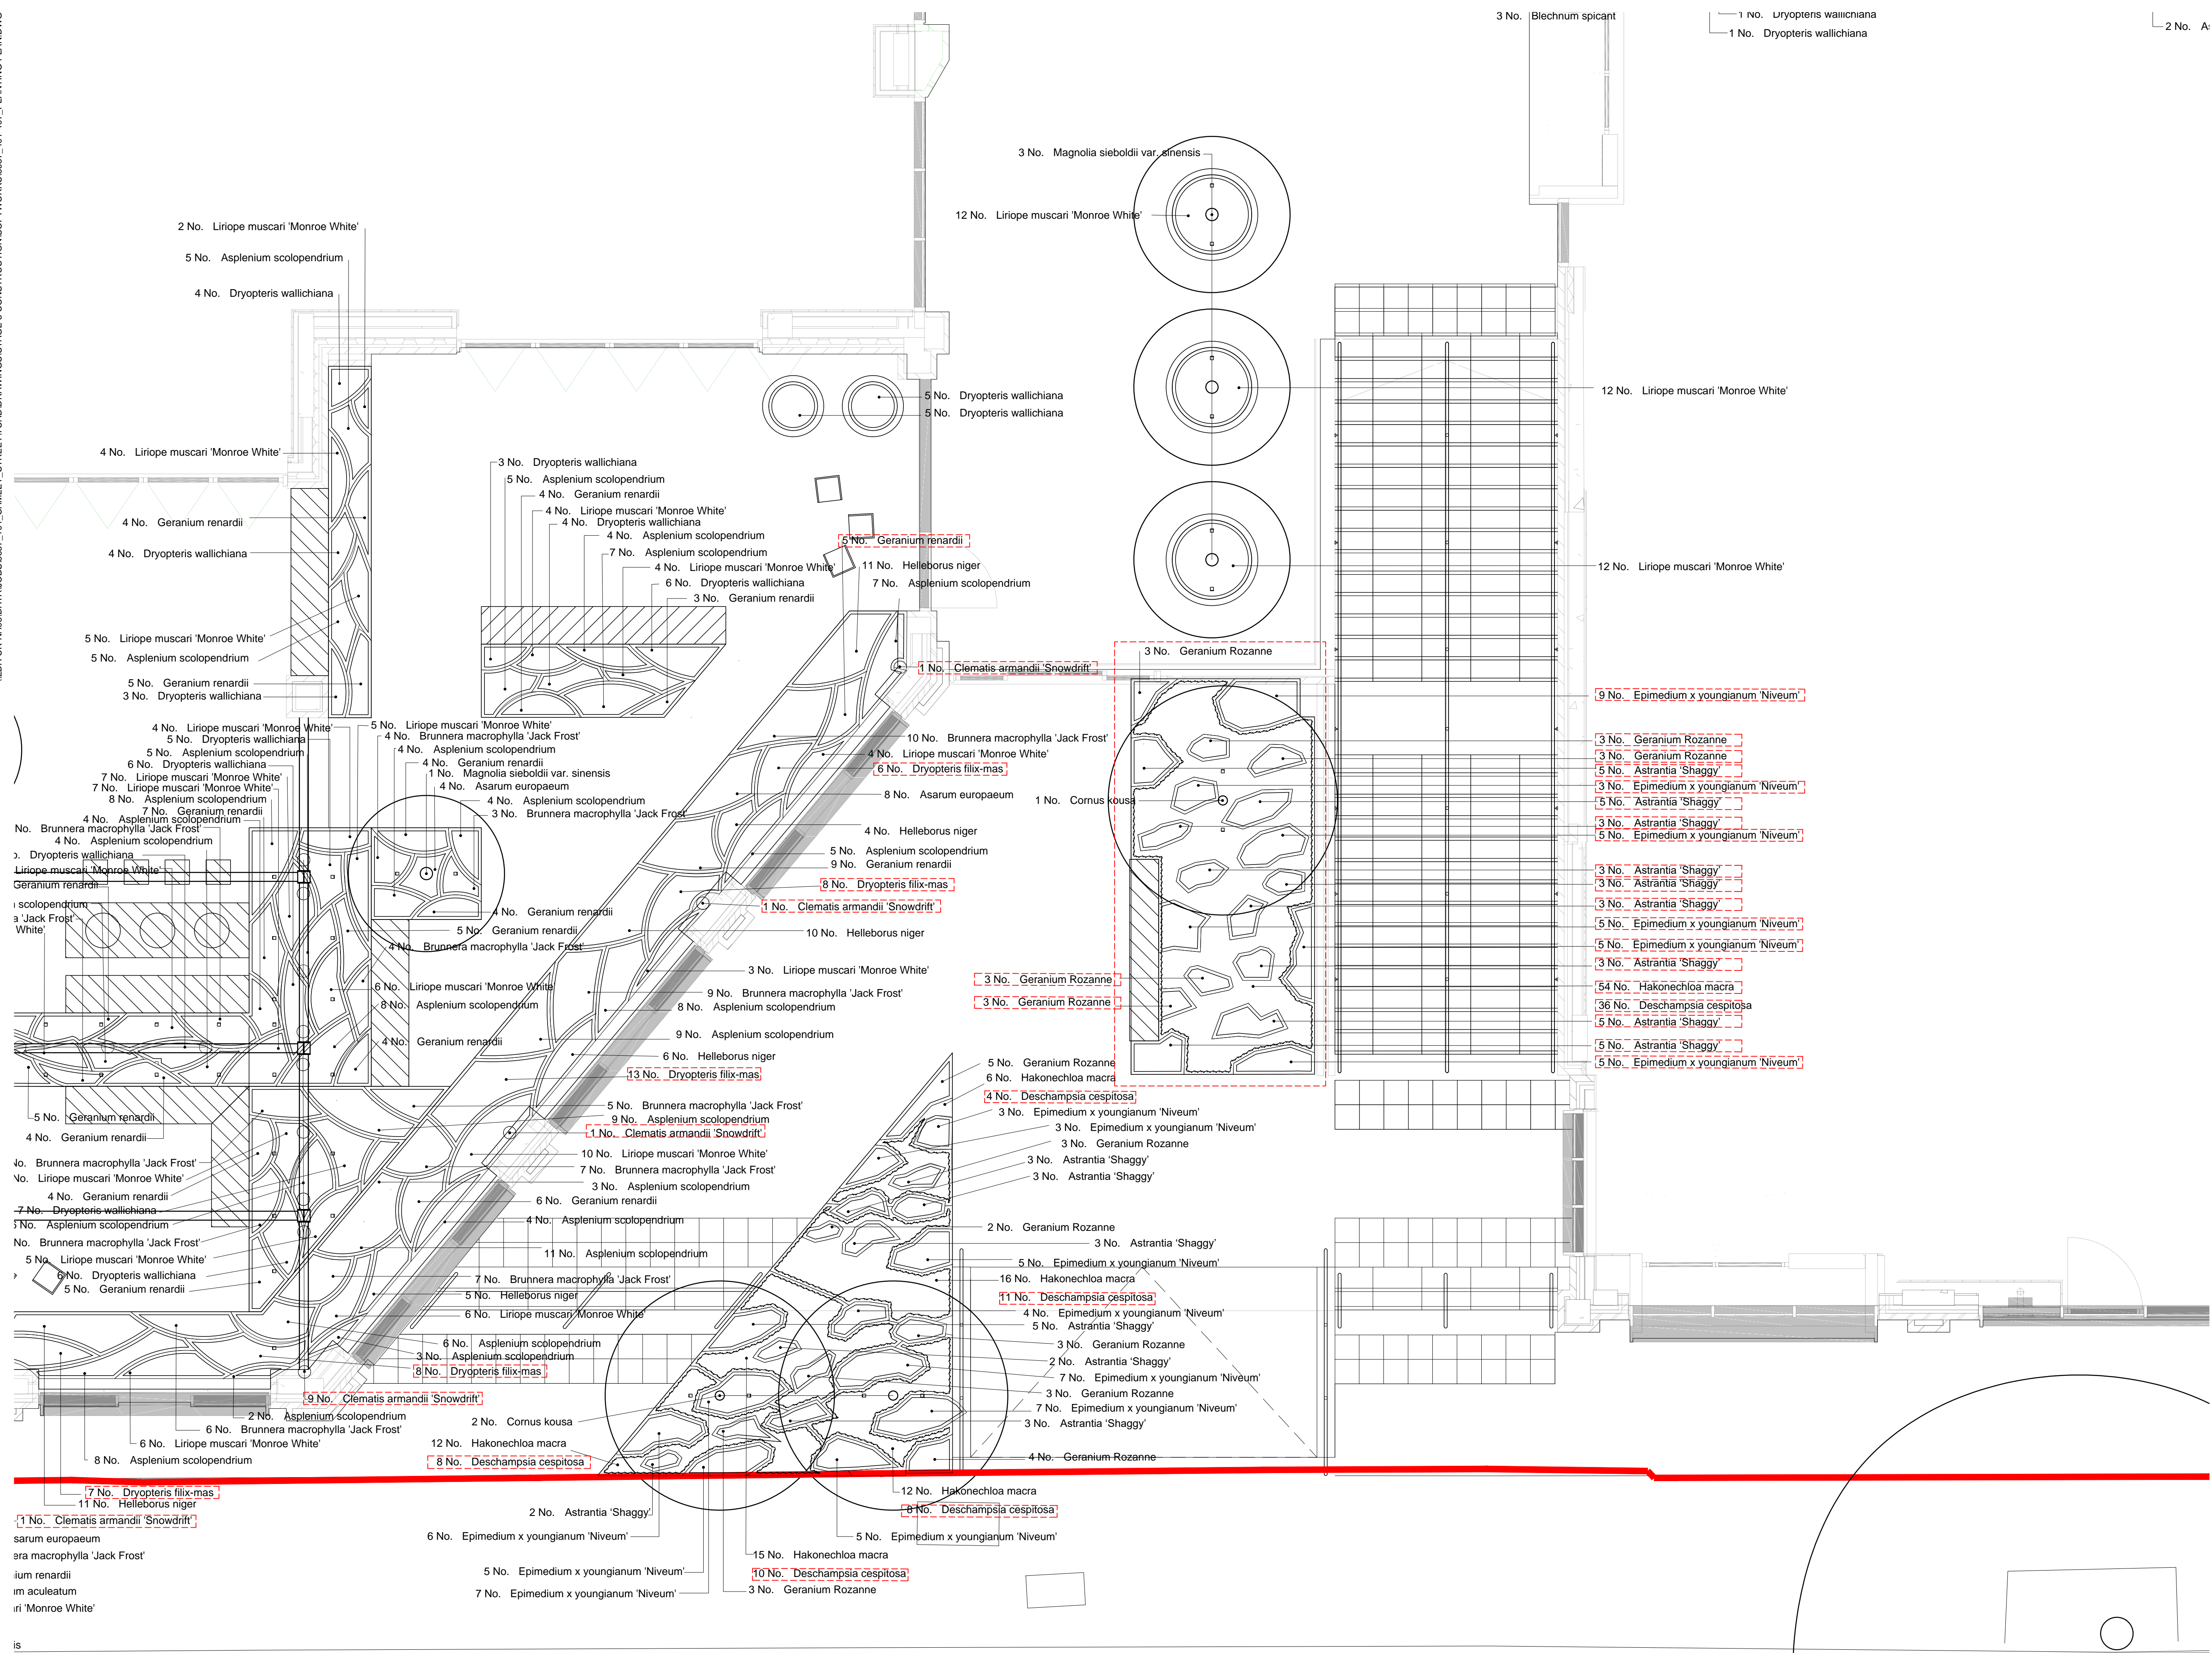 3 No. Blechnum spicant
1 No. Dryopteris wallichiana
1 No. Dryopteris wallichiana
2 No.
3 No. Magnolia sieboldii var. sinensis
12 No. Liriope muscari 'Monroe White'
2 No. Liriope muscari 'Monroe White'
5 No. Asplenium scolopendrium
4 No. Dryopteris wallichiana
12 No. Liriope muscari 'Monroe White'
5 No. Dryopteris wallichiana
5 No. Dryopteris wallichiana
4 No. Liriope muscari 'Monroe White'
3 No. Dryopteris wallichiana
5 No. Asplenium scolopendrium
4 No. Geranium renardii
4 No. Liriope muscari 'Monroe White'
4 No. Dryopteris wallichiana
4 No. Asplenium scolopendrium
7 No. Asplenium scolopendrium
4 No. Liriope muscari 'Monroe White'
6 No. Dryopteris wallichiana
3 No. Geranium renardii
4 No. Geranium renardii
4 No. Dryopteris wallichiana
5 No. Geranium renardii
11 No. Helleborus niger
7 No. Asplenium scolopendrium
12 No. Liriope muscari 'Monroe White'
5 No. Liriope muscari 'Monroe White'
5 No. Asplenium scolopendrium
5 No. Geranium renardii
3 No. Dryopteris wallichiana
1 No. Clematis armandii 'Snowdrift'
3 No. Geranium Rozanne
4 No. Liriope muscari 'Monroe White'
5 No. Dryopteris wallichiana
5 No. Asplenium scolopendrium
6 No. Dryopteris wallichiana
7 No. Liriope muscari 'Monroe White'
7 No. Liriope muscari 'Monroe White'
8 No. Asplenium scolopendrium
7 No. Geranium renardii
4 No. Asplenium scolopendrium
No. Brunnera macrophylla 'Jack Frost'
4 No. Asplenium scolopendrium
Dryopteris wallichiana
Liriope muscari 'Monroe White'
Geranium renardii
scolopendrium
'Jack Frost'
White'
5 No. Liriope muscari 'Monroe White'
4 No. Brunnera macrophylla 'Jack Frost'
4 No. Asplenium scolopendrium
4 No. Geranium renardii
1 No. Magnolia sieboldii var. sinensis
4 No. Asarum europaeum
4 No. Asplenium scolopendrium
3 No. Brunnera macrophylla 'Jack Frost'
4 No. Geranium renardii
5 No. Geranium renardii
4 No. Brunnera macrophylla 'Jack Frost'
6 No. Liriope muscari 'Monroe White'
8 No. Asplenium scolopendrium
4 No. Geranium renardii
10 No. Brunnera macrophylla 'Jack Frost'
4 No. Liriope muscari 'Monroe White'
6 No. Dryopteris filix-mas
8 No. Asarum europaeum
4 No. Helleborus niger
5 No. Asplenium scolopendrium
9 No. Geranium renardii
8 No. Dryopteris filix-mas
1 No. Clematis armandii 'Snowdrift'
10 No. Helleborus niger
3 No. Liriope muscari 'Monroe White'
9 No. Brunnera macrophylla 'Jack Frost'
8 No. Asplenium scolopendrium
9 No. Asplenium scolopendrium
6 No. Helleborus niger
13 No. Dryopteris filix-mas
5 No. Brunnera macrophylla 'Jack Frost'
9 No. Asplenium scolopendrium
1 No. Clematis armandii 'Snowdrift'
10 No. Liriope muscari 'Monroe White'
7 No. Brunnera macrophylla 'Jack Frost'
3 No. Asplenium scolopendrium
6 No. Geranium renardii
4 No. Asplenium scolopendrium
11 No. Asplenium scolopendrium
7 No. Brunnera macrophylla 'Jack Frost'
5 No. Helleborus niger
6 No. Liriope muscari 'Monroe White'
6 No. Asplenium scolopendrium
3 No. Asplenium scolopendrium
8 No. Dryopteris filix-mas
9 No. Clematis armandii 'Snowdrift'
1 No. Cornus kousa
9 No. Epimedium x youngianum 'Niveum'
3 No. Geranium Rozanne
3 No. Geranium Rozanne
5 No. Astrantia ‘Shaggy’
3 No. Epimedium x youngianum 'Niveum'
5 No. Astrantia ‘Shaggy’
3 No. Astrantia ‘Shaggy’
5 No. Epimedium x youngianum 'Niveum'
3 No. Astrantia ‘Shaggy’
3 No. Astrantia ‘Shaggy’
3 No. Astrantia ‘Shaggy’
5 No. Epimedium x youngianum 'Niveum'
5 No. Epimedium x youngianum 'Niveum'
3 No. Astrantia ‘Shaggy’
54 No. Hakonechloa macra
36 No. Deschampsia cespitosa
5 No. Astrantia ‘Shaggy’
5 No. Astrantia ‘Shaggy’
5 No. Epimedium x youngianum 'Niveum'
3 No. Geranium Rozanne
3 No. Geranium Rozanne
5 No. Geranium Rozanne
6 No. Hakonechloa macra
4 No. Deschampsia cespitosa
3 No. Epimedium x youngianum 'Niveum'
3 No. Epimedium x youngianum 'Niveum'
3 No. Geranium Rozanne
3 No. Astrantia ‘Shaggy’
3 No. Astrantia ‘Shaggy’
2 No. Geranium Rozanne
3 No. Astrantia ‘Shaggy’
5 No. Epimedium x youngianum 'Niveum'
16 No. Hakonechloa macra
11 No. Deschampsia cespitosa
4 No. Epimedium x youngianum 'Niveum'
5 No. Astrantia ‘Shaggy’
3 No. Geranium Rozanne
2 No. Astrantia ‘Shaggy’
7 No. Epimedium x youngianum 'Niveum'
3 No. Geranium Rozanne
7 No. Epimedium x youngianum 'Niveum'
3 No. Astrantia ‘Shaggy’
4 No. Geranium Rozanne
5 No. Geranium renardii
4 No. Geranium renardii
No. Brunnera macrophylla 'Jack Frost'
No. Liriope muscari 'Monroe White'
4 No. Geranium renardii
7 No. Dryopteris wallichiana
No. Asplenium scolopendrium
No. Brunnera macrophylla 'Jack Frost'
5 No. Liriope muscari 'Monroe White'
6 No. Dryopteris wallichiana
5 No. Geranium renardii
2 No. Asplenium scolopendrium
6 No. Brunnera macrophylla 'Jack Frost'
6 No. Liriope muscari 'Monroe White'
8 No. Asplenium scolopendrium
7 No. Dryopteris filix-mas
11 No. Helleborus niger
1 No. Clematis armandii 'Snowdrift'
sarum europaeum
era macrophylla 'Jack Frost'
ium renardii
m aculeatum
ri 'Monroe White'
is
2 No. Cornus kousa
12 No. Hakonechloa macra
8 No. Deschampsia cespitosa
2 No. Astrantia ‘Shaggy’
6 No. Epimedium x youngianum 'Niveum'
5 No. Epimedium x youngianum 'Niveum'
7 No. Epimedium x youngianum 'Niveum'
12 No. Hakonechloa macra
8 No. Deschampsia cespitosa
5 No. Epimedium x youngianum 'Niveum'
15 No. Hakonechloa macra
10 No. Deschampsia cespitosa
3 No. Geranium Rozanne